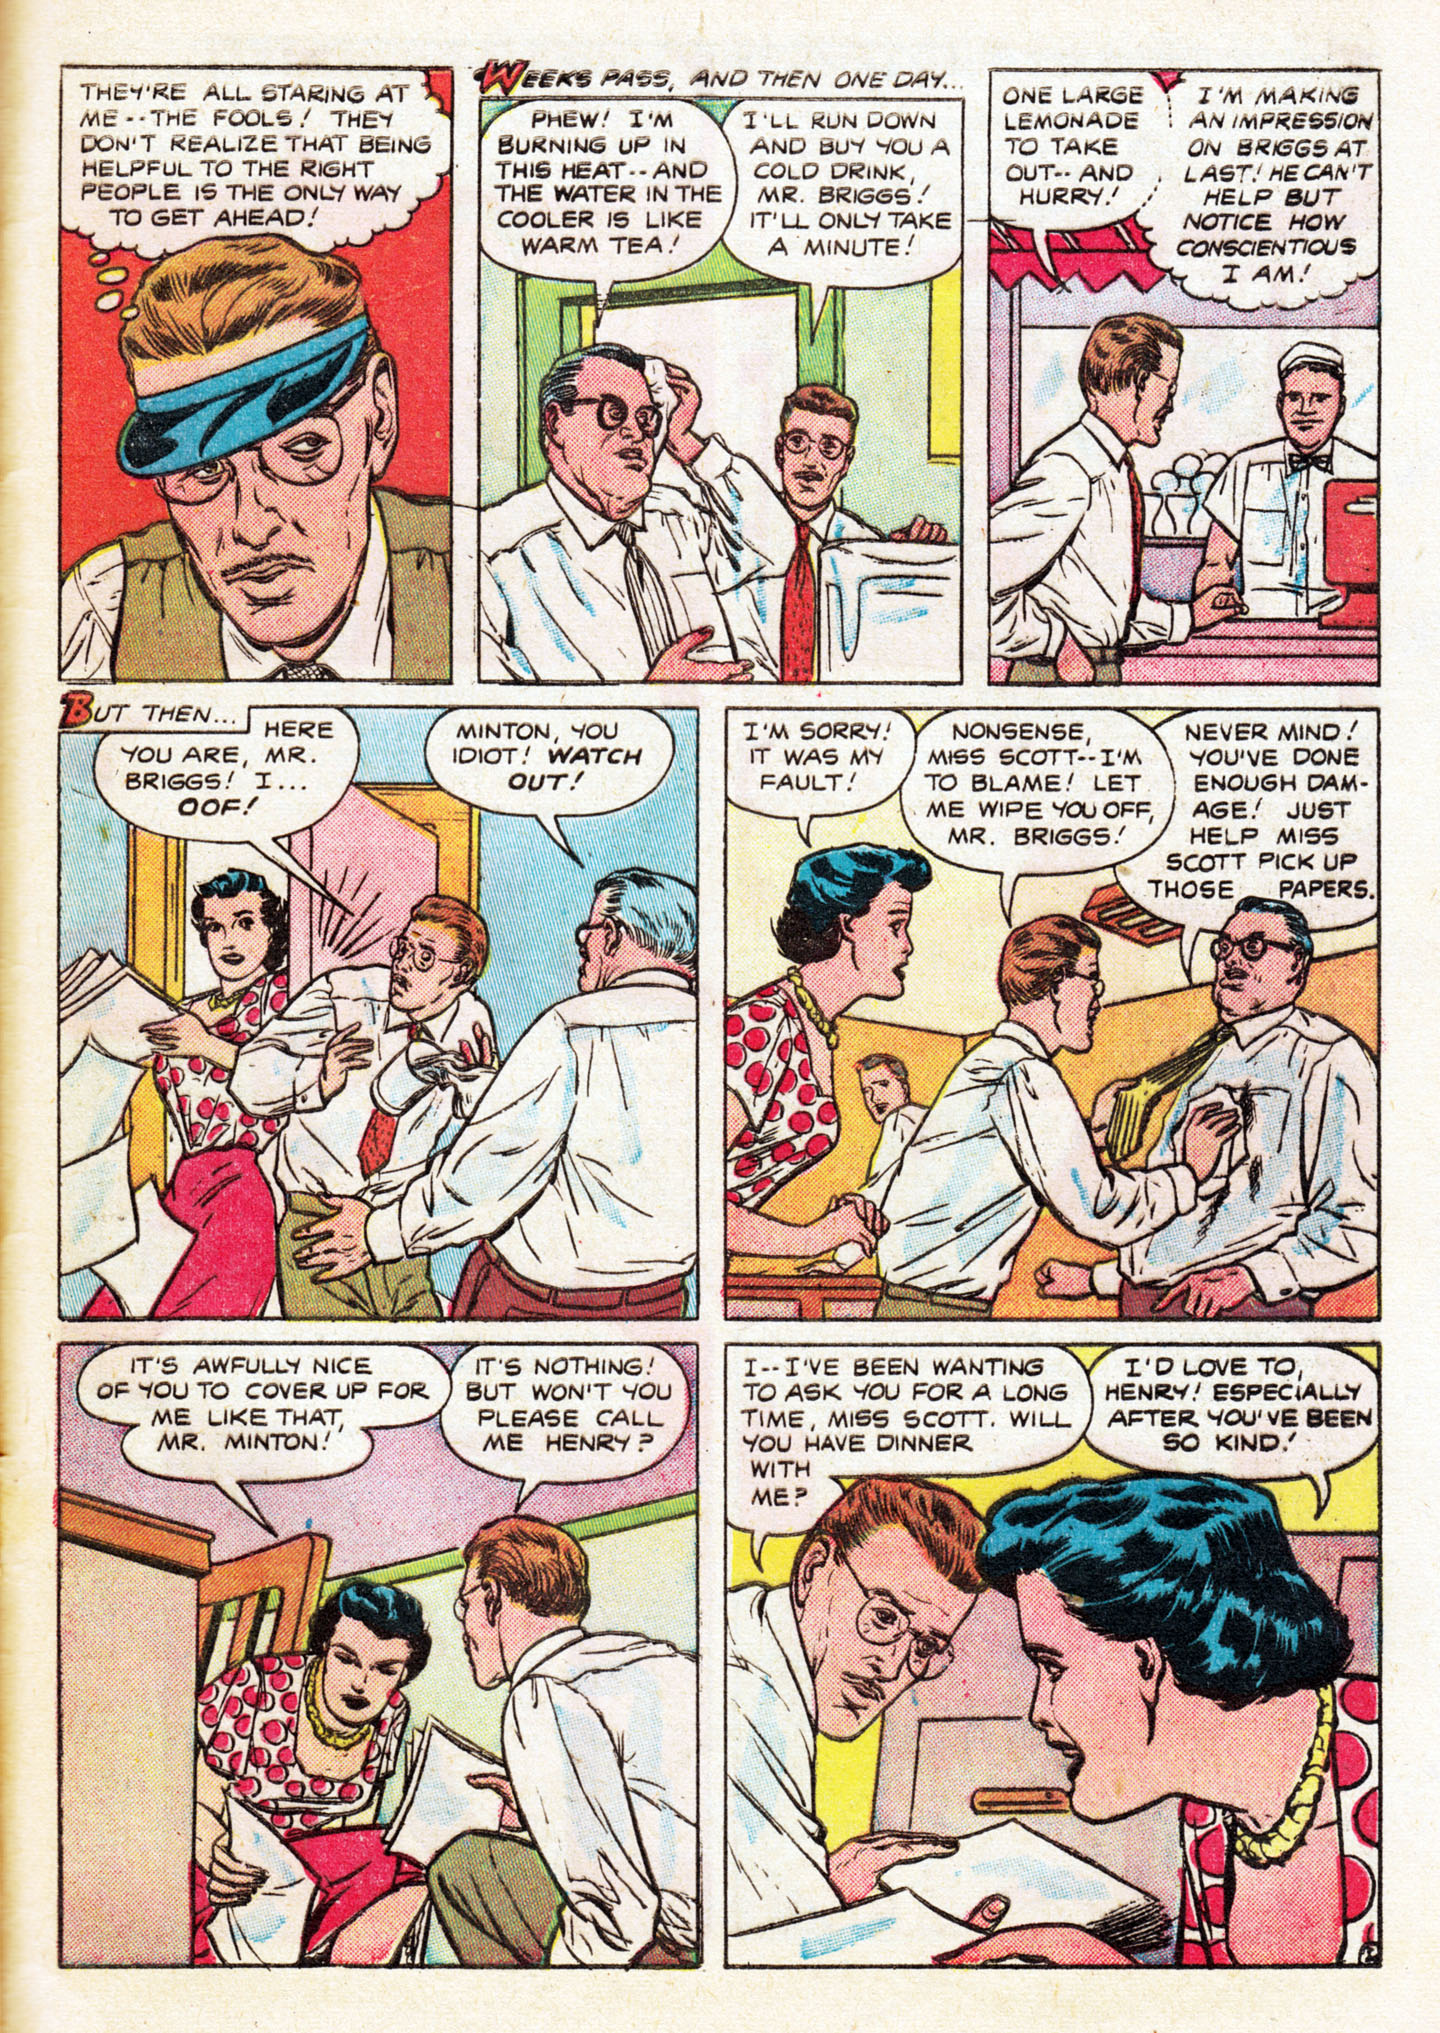 THEY'RE ALL STARING AT
ME--THE FOOLS! THEY
DON'T REALIZE THAT BEING
HELPFUL TO THE RIGHT
PEOPLE IS THE ONLY WAY
TO GET AHEAD!
WEEKS PASS, AND THEN ONE DAY...
PHEW! I'M
BURNING UP IN
THIS HEAT--AND
THE WATER IN THE
COOLER IS LIKE
WARM TEA!
I'LL RUN DOWN
AND BUY YOU A
COLD DRINK,
MR. BRIGGS!
IT'LL ONLY TAKE
A MINUTE!
ONE LARGE
LEMONADE
TO TAKE
OUT--AND
HURRY!
I'M MAKING
AN IMPRESSION
ON BRIGGS AT
LAST! HE CAN'T
HELP BUT
NOTICE HOW
CONSCIENTIOUS
I AM!
BUT THEN...
HERE
YOU ARE, MR.
BRIGGS! I...
OOF!
MINTON, YOU
IDIOT! WATCH
OUT!
I'M SORRY!
IT WAS MY
FAULT!
NONSENSE,
MISS SCOTT--I'M
TO BLAME! LET
ME WIPE YOU OFF,
MR. BRIGGS!
NEVER MIND!
YOU'VE DONE
ENOUGH DAM-
AGE! JUST
HELP MISS
SCOTT PICK UP
THOSE PAPERS.
IT'S AWFULLY NICE
OF YOU TO COVER UP FOR
ME LIKE THAT,
MR. MINTON!
IT'S NOTHING!
BUT WON'T YOU
PLEASE CALL
ME HENRY?
I--I'VE BEEN WANTING
TO ASK YOU FOR A LONG
TIME, MISS SCOTT. WILL
YOU HAVE DINNER
WITH
ME?
I'D LOVE TO,
HENRY! ESPECIALLY
AFTER YOU'VE BEEN
SO KIND!
2